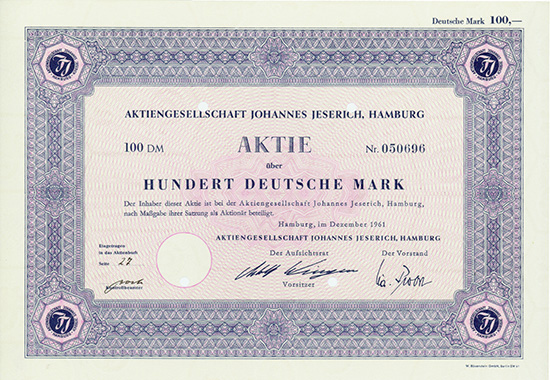 Deutsche Mark 100,—
AKTIENGESELLSCHAFT JOHANNES JESERICH, HAMBURG
AKTIE
100 DM
Nr. 050696
über
HUNDERT DEUTSCHE MARK
Der Inhaber dieser Aktie ist bei der Aktiengesellschaft Johannes Jeserich, Hamburg,
nach Maßgabe ihrer Satzung als Aktionär beteiligt.
Hamburg, im Dezember 1961
AKTIENGESELLSCHAFT JOHANNES JESERICH, HAMBURG
Der Aufsichtsrat
Der Vorstand
Vorsitzer
Eingetragen
in das Aktienbuch
Seite 27
Kontrollbeamter